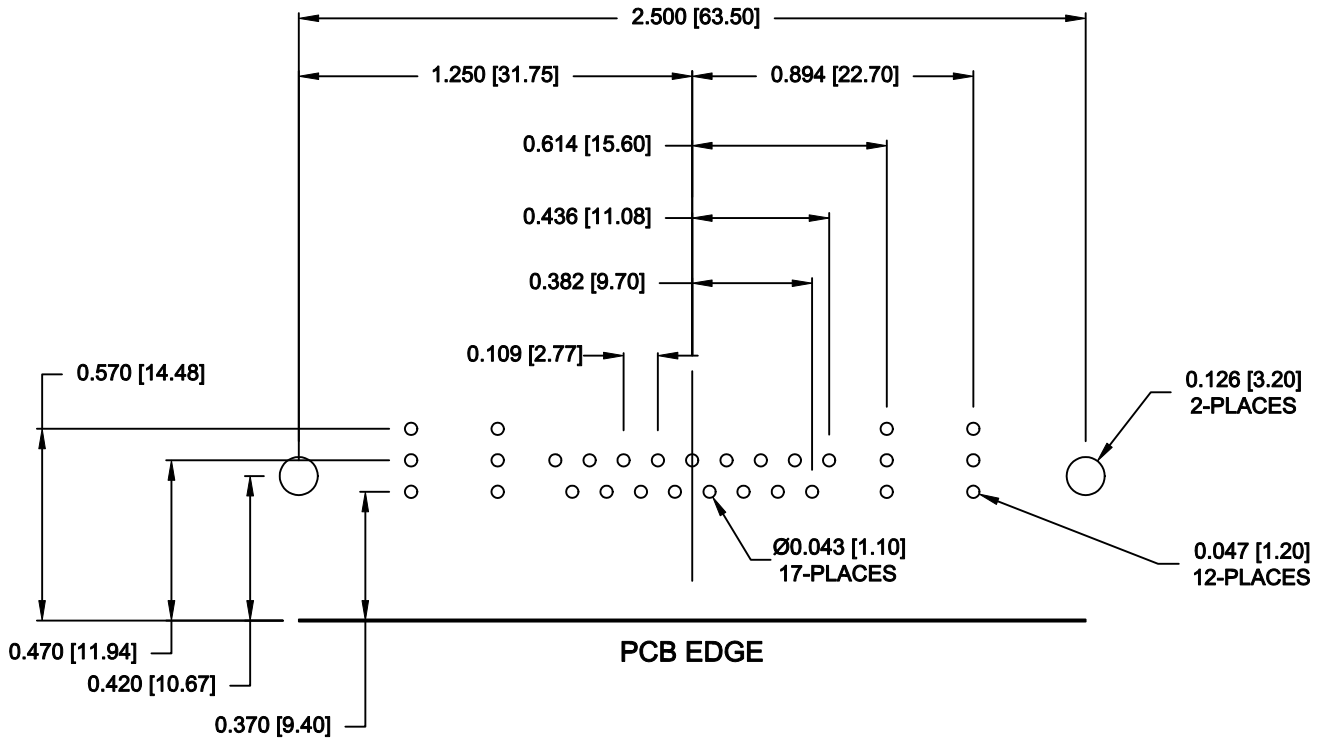 2.500 [63.50]
1.250 [31.75]
0.894 [22.70]
0.614 [15.60]
0.436 [11.08]
0.382 [9.70]
0.109 [2.77]
0.570 [14.48]
0.126 [3.20]
2-PLACES
Ø0.043 [1.10]
17-PLACES
0.047 [1.20]
12-PLACES
0.470 [11.94]
PCB EDGE
0.420 [10.67]
0.370 [9.40]